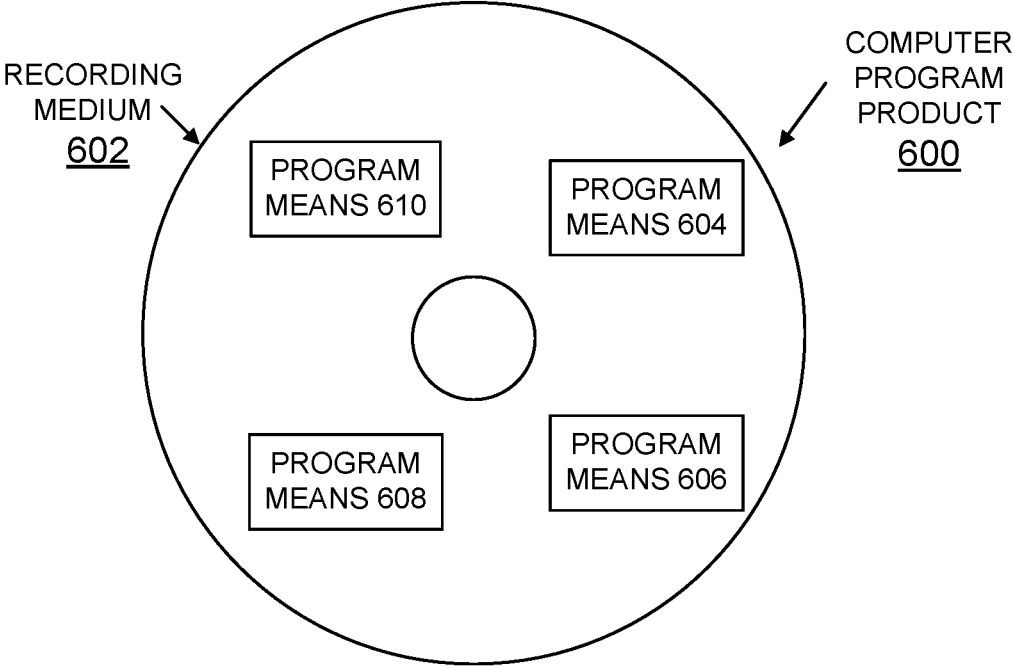 RECORDING
MEDIUM
602
COMPUTER
PROGRAM
PRODUCT
600
PROGRAM
MEANS 610
PROGRAM
MEANS 604
PROGRAM
MEANS 608
PROGRAM
MEANS 606